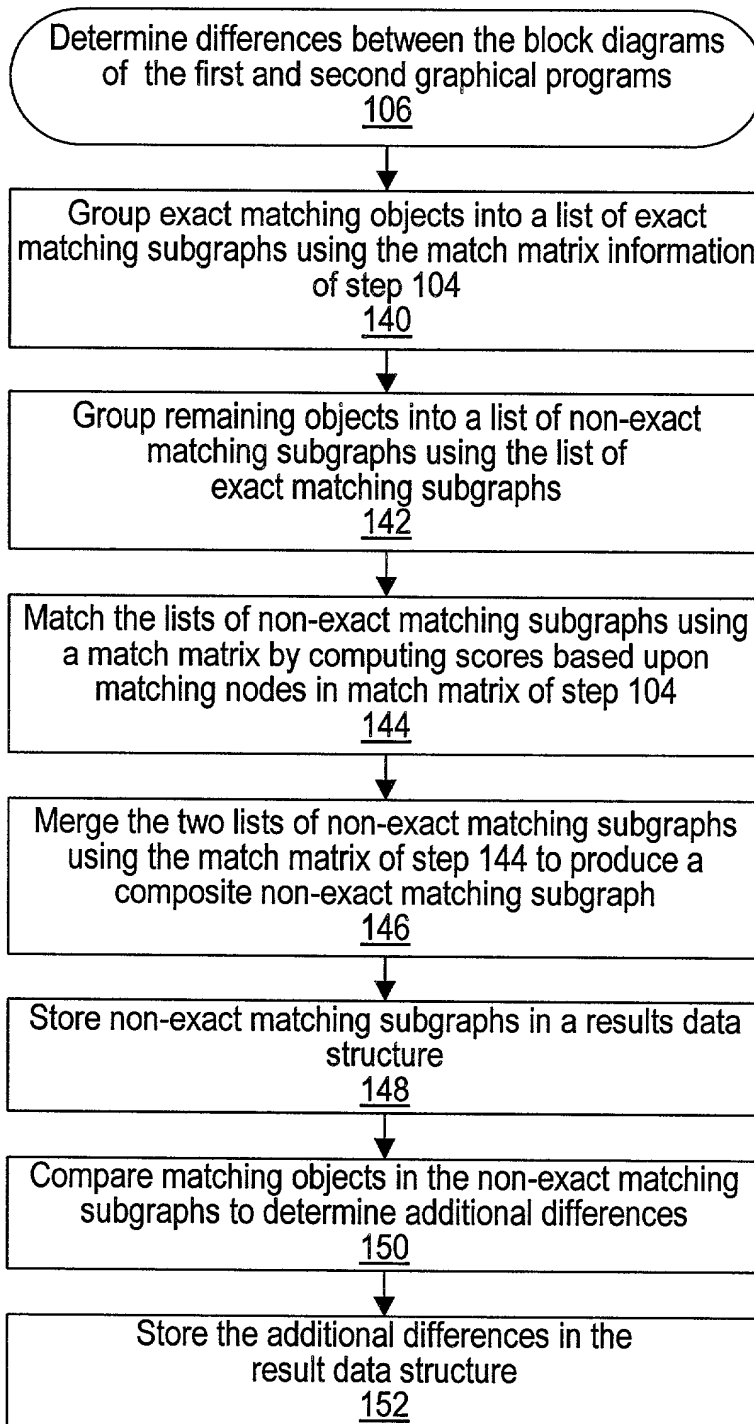 Determine differences between the block diagrams
of the first and second graphical programs
106
Group exact matching objects into a list of exact
matching subgraphs using the match matrix information
of step 104
140
Group remaining objects into a list of non-exact
matching subgraphs using the list of
exact matching subgraphs
142
Match the lists of non-exact matching subgraphs using
a match matrix by computing scores based upon
matching nodes in match matrix of step 104
144
Merge the two lists of non-exact matching subgraphs
using the match matrix of step 144 to produce a
composite non-exact matching subgraph
146
Store non-exact matching subgraphs in a results data
structure
148
Compare matching objects in the non-exact matching
subgraphs to determine additional differences
150
Store the additional differences in the
result data structure
152